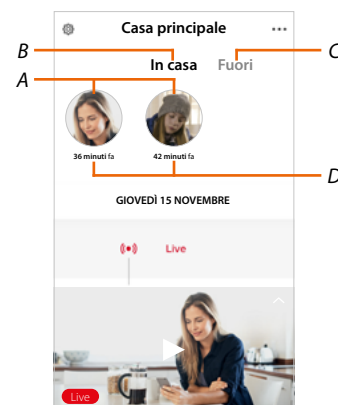 Casa principale
B
In casa Fuori
C
A
36 minuti fa 42 minuti fa
D
GIOVEDÌ 15 NOVEMBRE
Live
Live